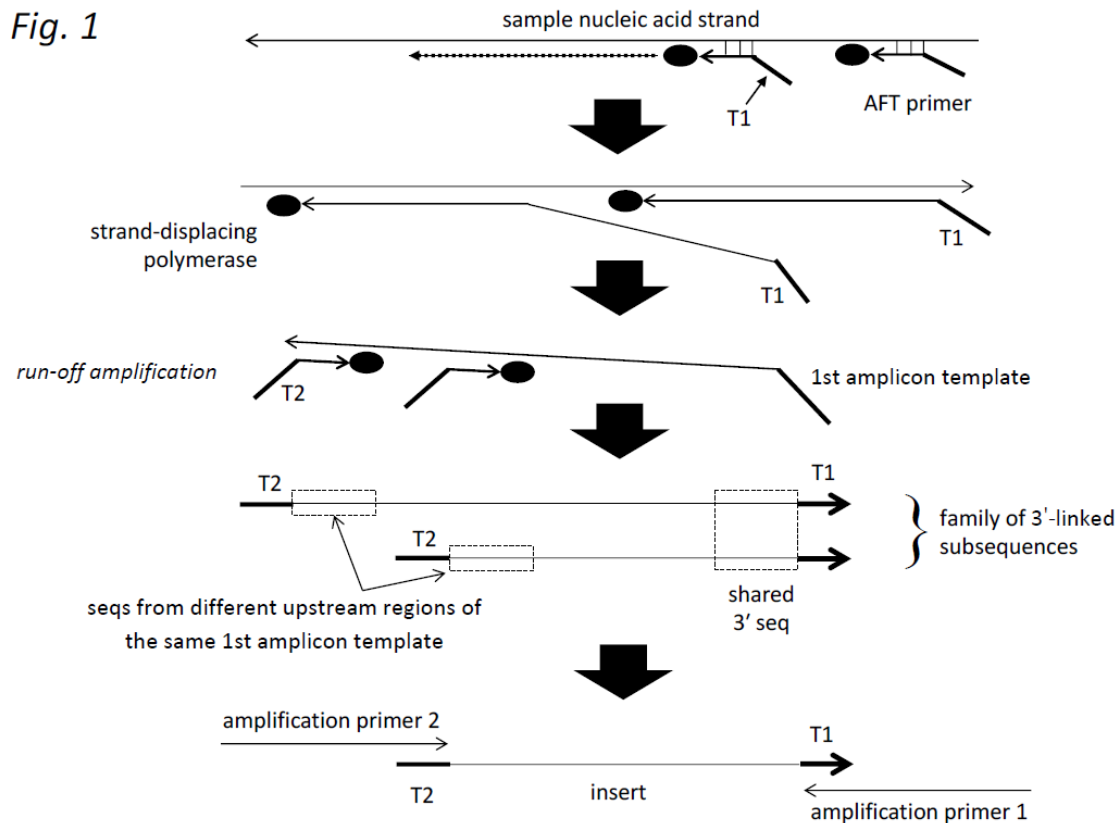 Fig. 1
sample nucleic acid strand
T1
AFT primer
strand-displacing
polymerase
T1
T1
run-off amplification
T2
1st amplicon template
T2
T1
T2
family of 3'-linked
subsequences
seqs from different upstream regions of
the same 1st amplicon template
shared
3' seq
amplification primer 2
T1
T2
insert
amplification primer 1